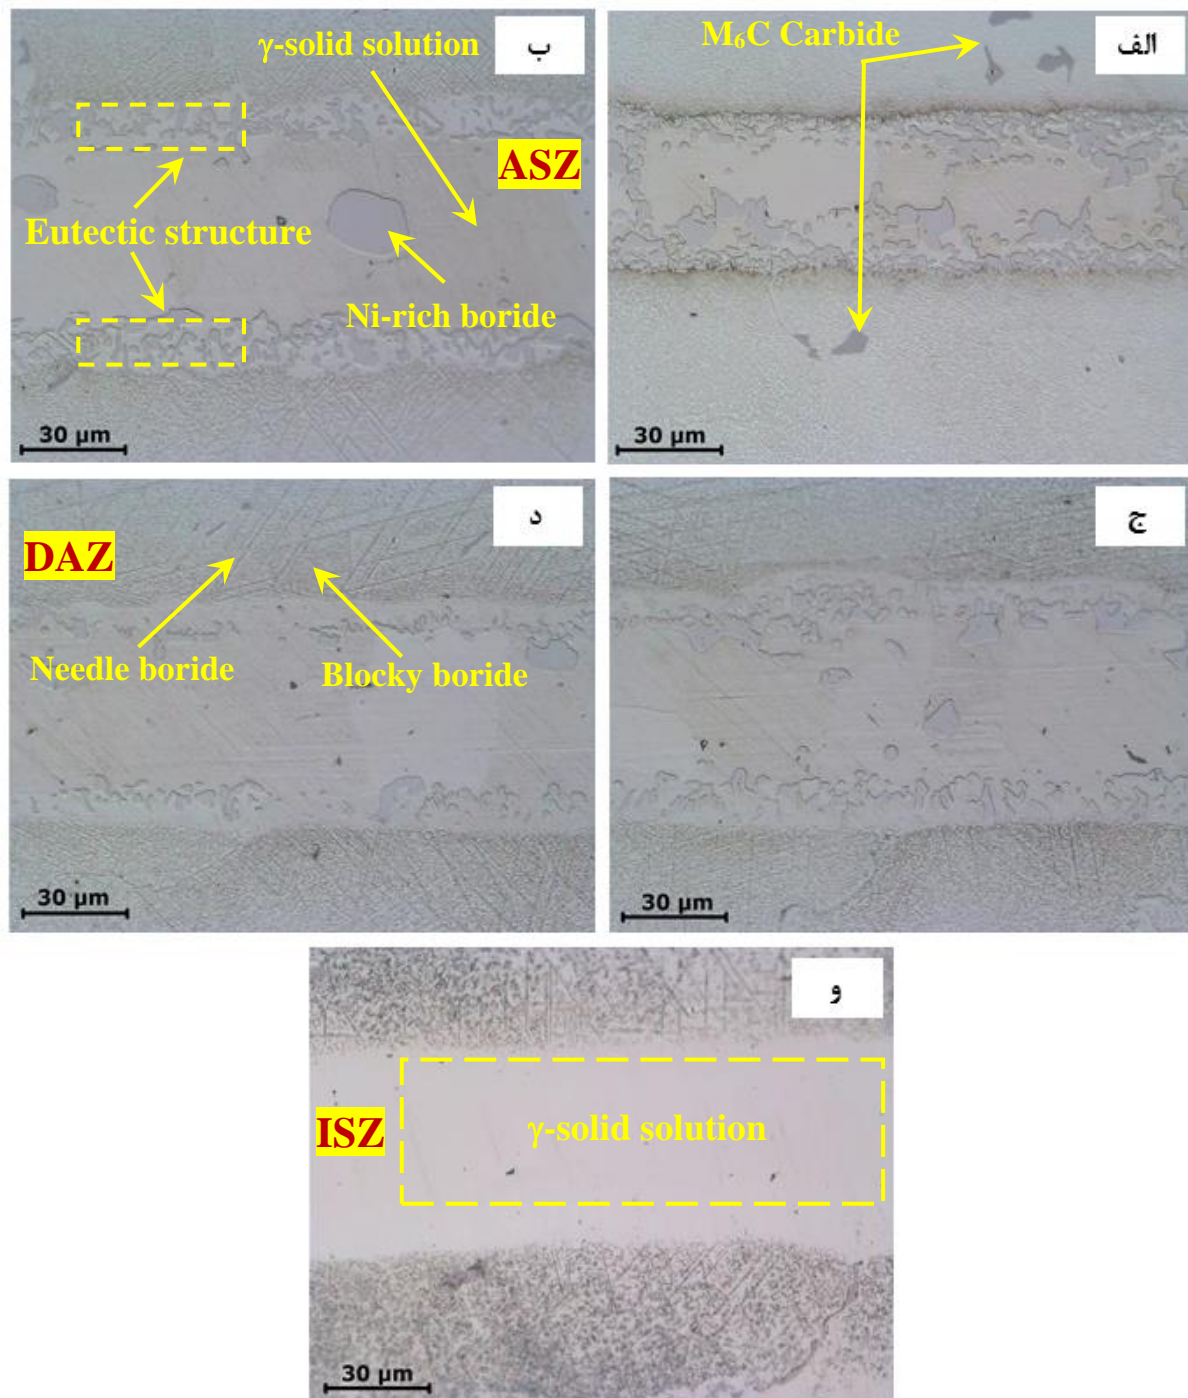 الف
M₆C Carbide
30 µm
ب
γ-solid solution
ASZ
Eutectic structure
Ni-rich boride
30 µm
ج
30 µm
د
DAZ
Needle boride
Blocky boride
30 µm
و
ISZ
γ-solid solution
30 µm